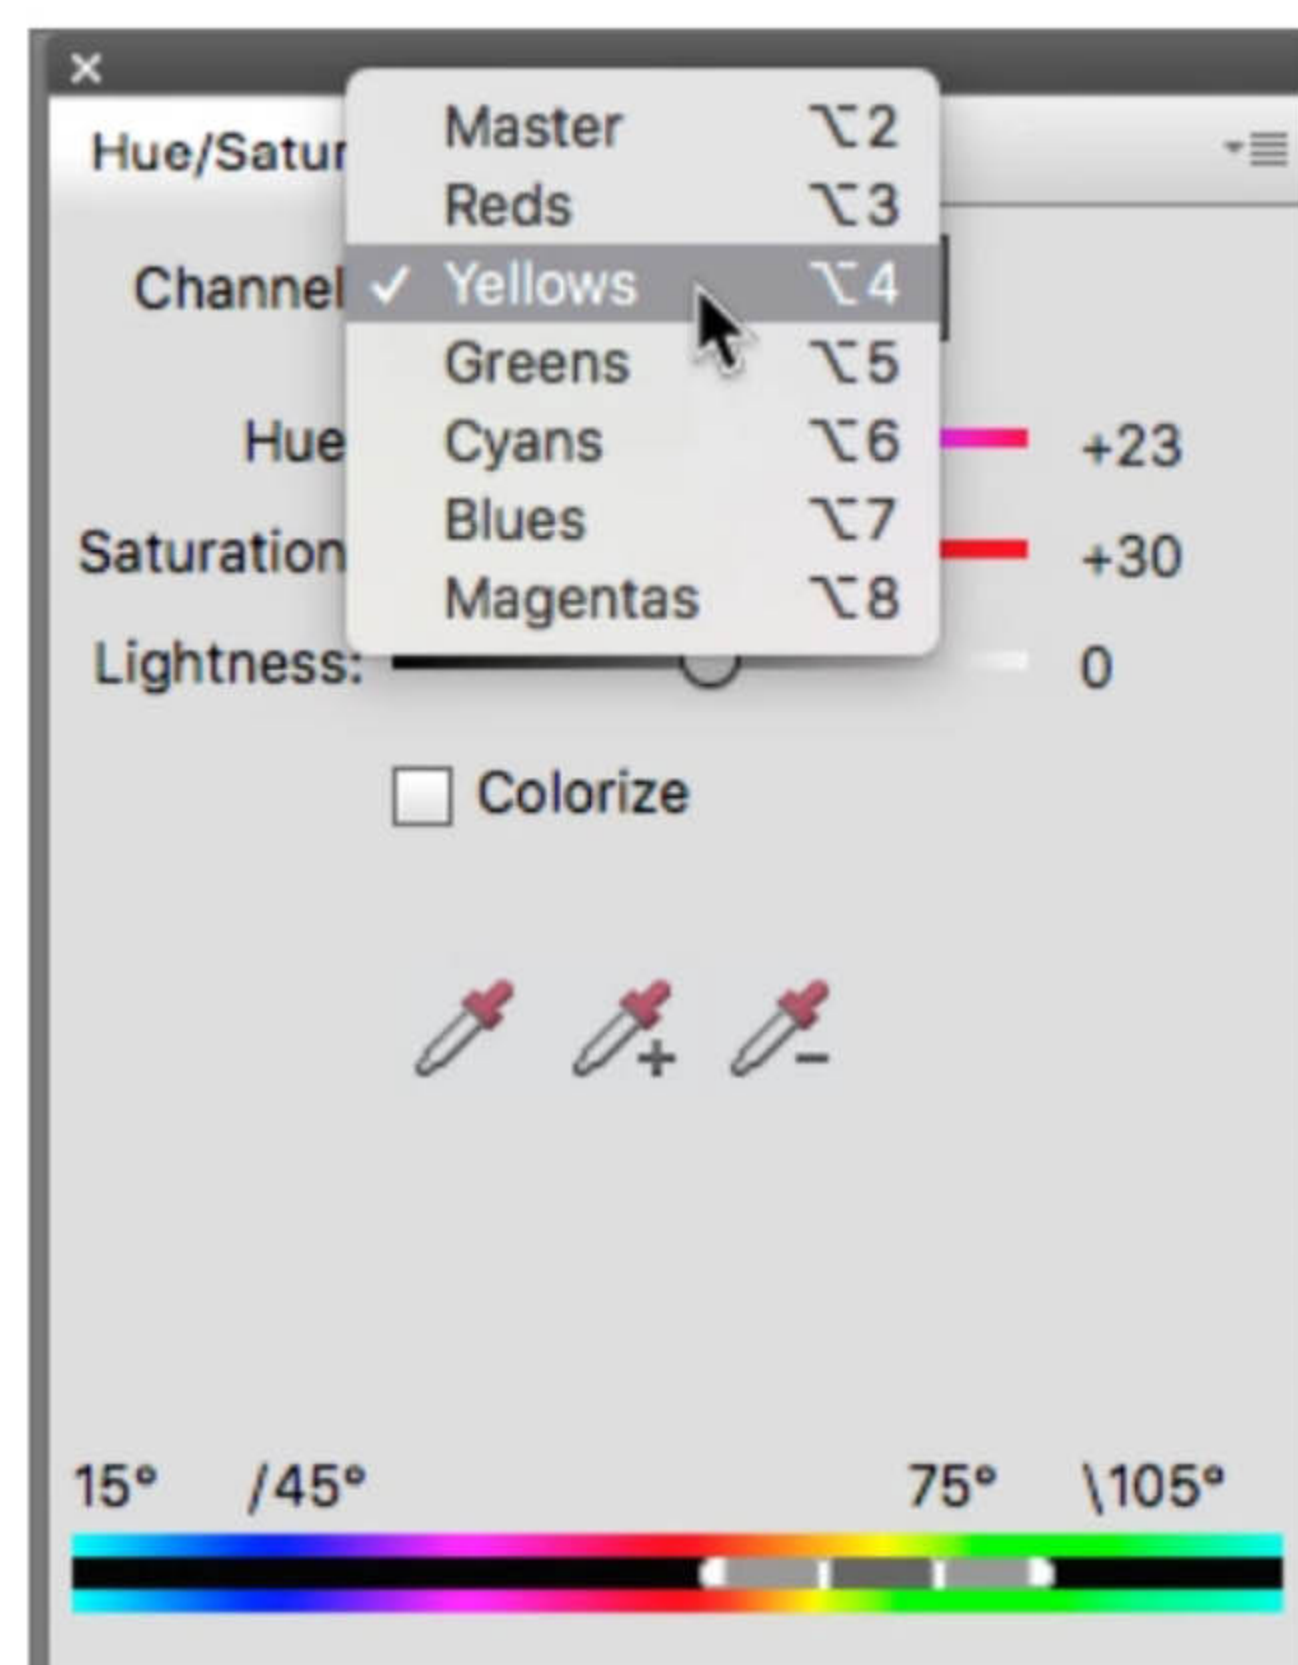 Hue/Satur
Master ⌥2
Reds ⌥3
Channel ✓ Yellows ⌥4
Greens ⌥5
Hue Cyans ⌥6 +23
Blues ⌥7
Saturation +30
Magentas ⌥8
Lightness: 0
Colorize
15° /45° 75° \105°